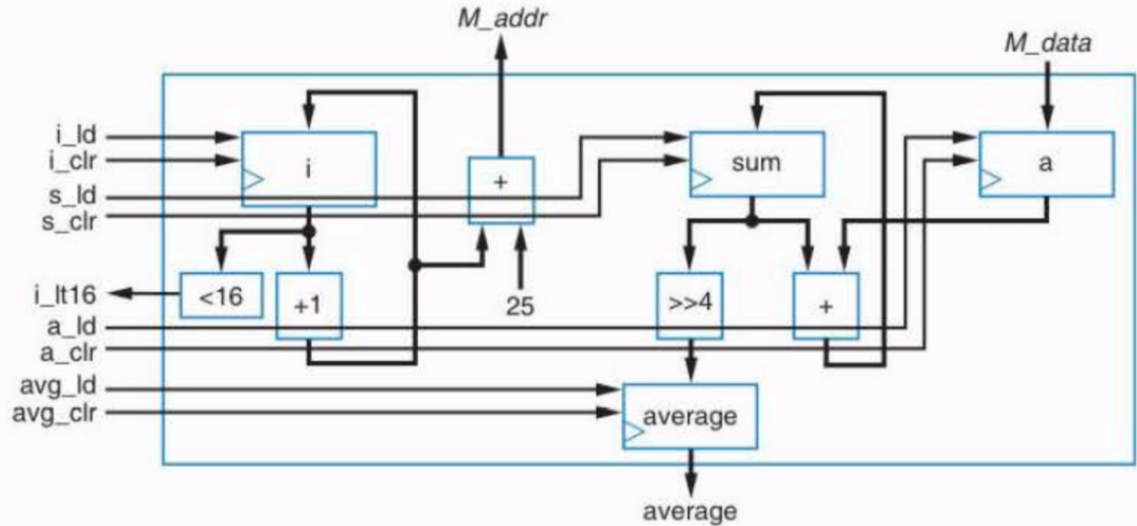 M_addr
M_data
i_ld
i_clr
s_ld
s_clr
i
+
sum
a
i_lt16
<16
+1
25
>>4
+
a_ld
a_clr
avg_ld
avg_clr
average
average